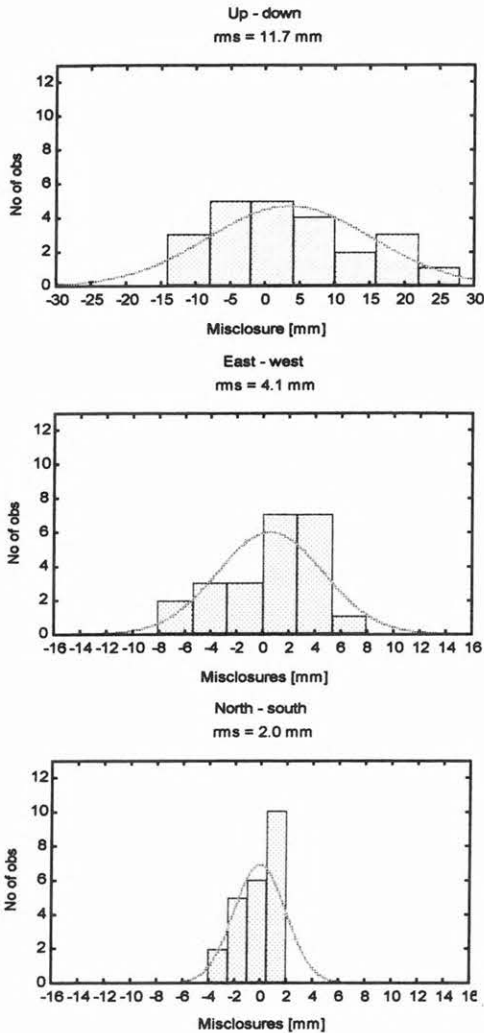 Up - down
rms = 11.7 mm
No of obs
12
10
8
6
4
2
0
-30 -25 -20 -15 -10 -5 0 5 10 15 20 25 30
Misclosure [mm]
East - west
rms = 4.1 mm
No of obs
12
10
8
6
4
2
0
-16 -14 -12 -10 -8 -6 -4 -2 0 2 4 6 8 10 12 14 16
Misclosures [mm]
North - south
rms = 2.0 mm
No of obs
12
10
8
6
4
2
0
-16 -14 -12 -10 -8 -6 -4 -2 0 2 4 6 8 10 12 14 16
Misclosures [mm]